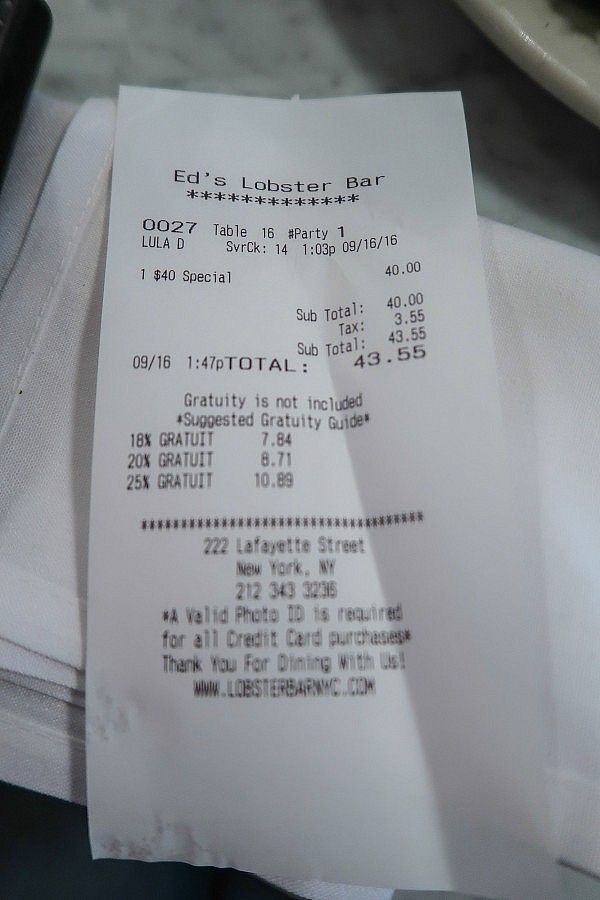 Ed's Lobster Bar
*************
0027 Table 16 #Party 1
LULA D SvrCk: 14 1:03p 09/16/16
1 $40 Special 40.00
Sub Total: 40.00
Tax: 3.55
Sub Total: 43.55
09/16 1:47pTOTAL: 43.55
Gratuity is not included
*Suggested Gratuity Guide*
18% GRATUIT 7.84
20% GRATUIT 8.71
25% GRATUIT 10.89
************************************
222 Lafayette Street
New York, NY
212 343 3236
*A Valid Photo ID is required
for all Credit Card purchases*
Thank You For Dining With Us!
WWW.LOBSTERBARNYC.COM